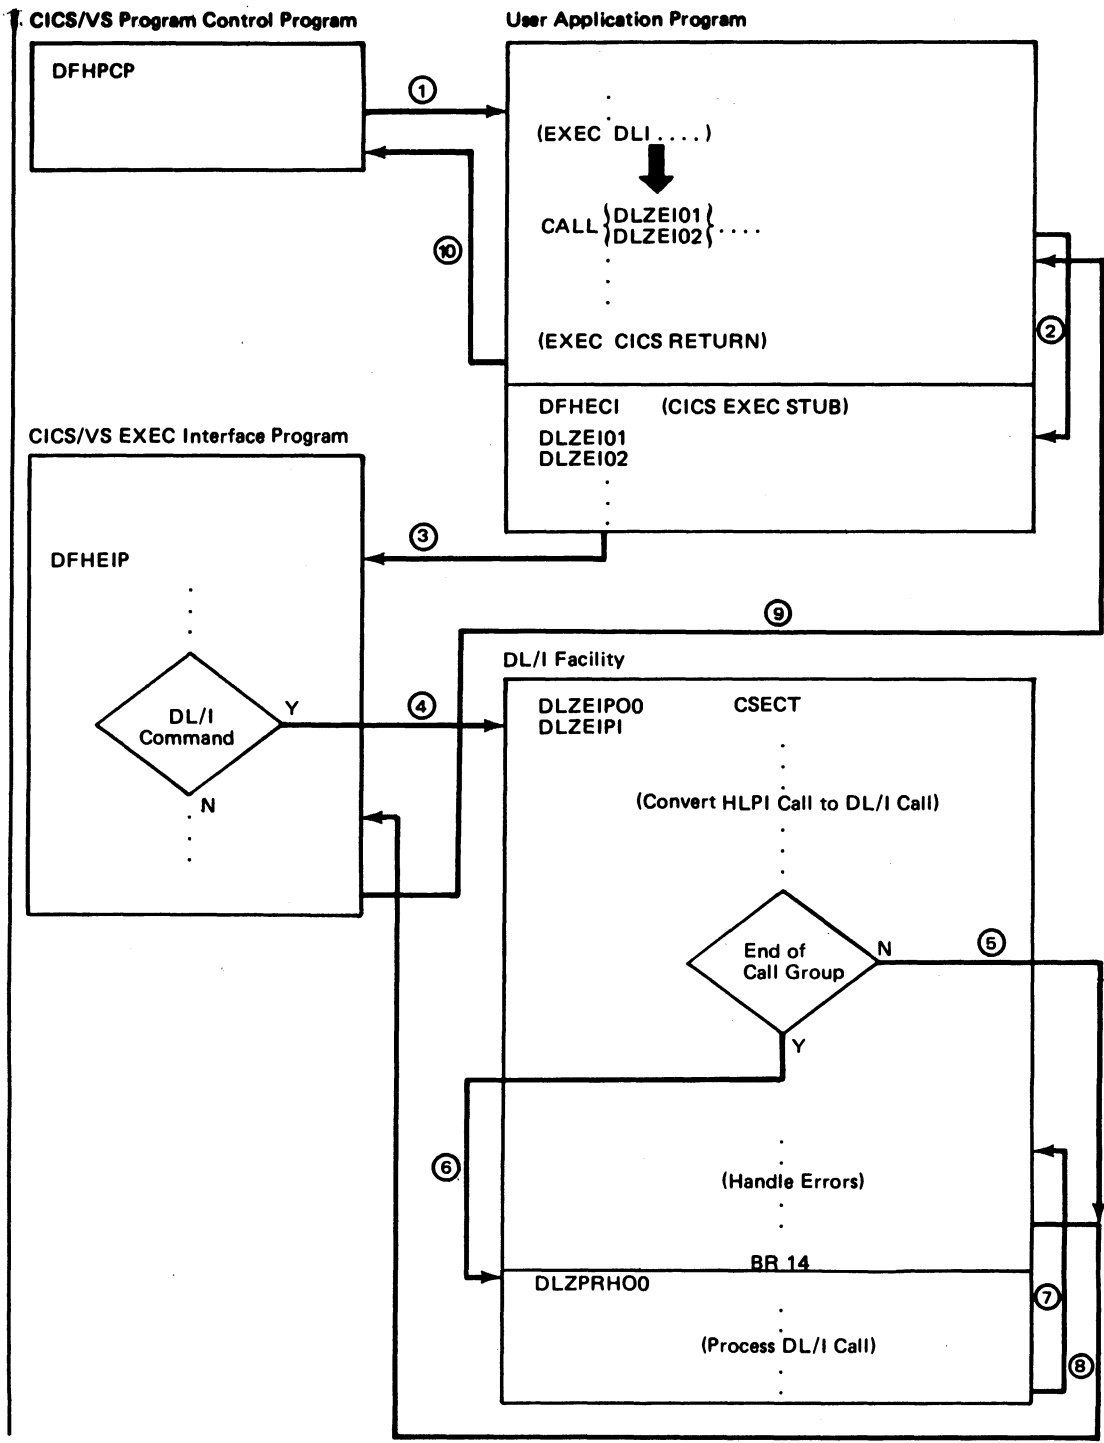 CICS/VS Program Control Program
DFHPCP
1
10
User Application Program
(EXEC DLI....)
CALL {DLZEI01} ....
{DLZEI02}
(EXEC CICS RETURN)
2
DFHECI (CICS EXEC STUB)
DLZEI01
DLZEI02
CICS/VS EXEC Interface Program
3
DFHEIP
9
DL/I
Command
Y
N
4
DL/I Facility
DLZEIPO0 CSECT
DLZEIPI
(Convert HLPI Call to DL/I Call)
End of
Call Group
N
5
Y
6
(Handle Errors)
BR 14
DLZPRHO0
7
(Process DL/I Call)
8